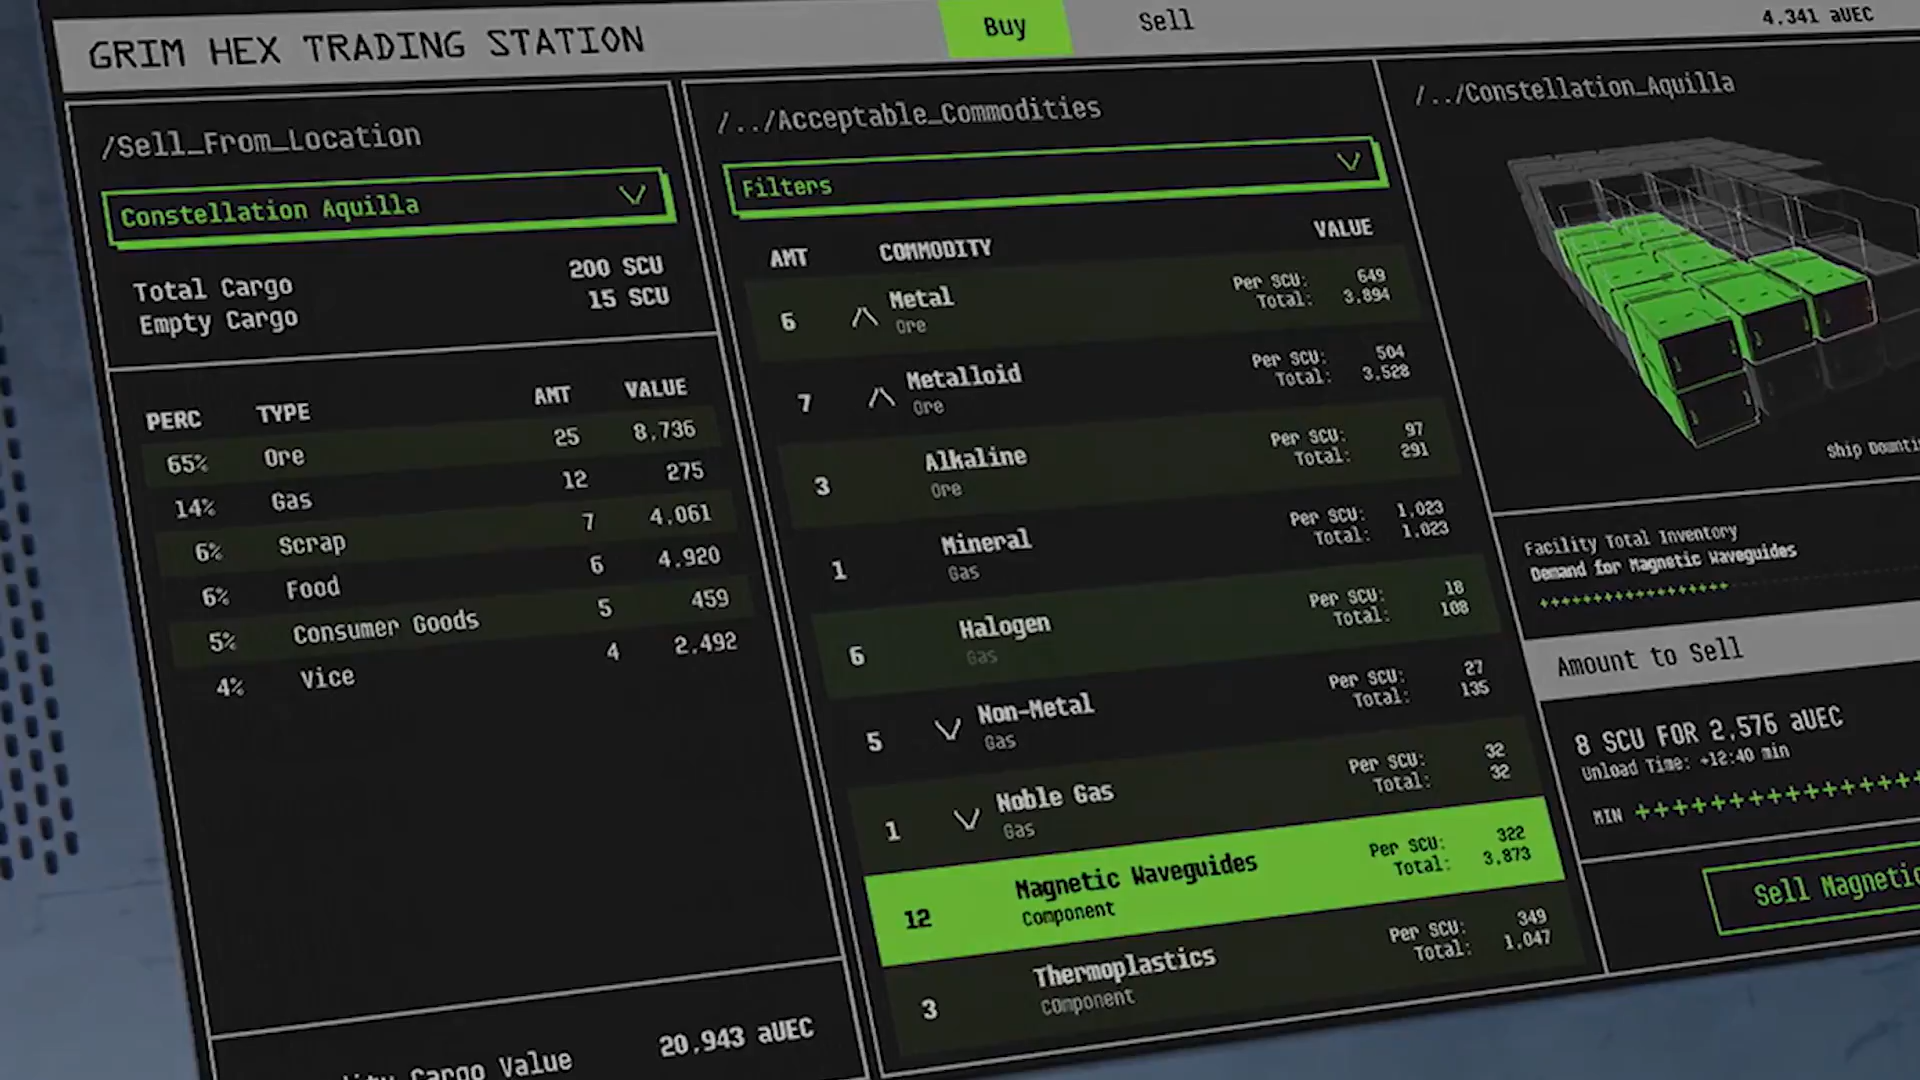 GRIM HEX TRADING STATION
Buy
Sell
4.341 aUEC
/Sell_From_Location
Constellation Aquilla
Total Cargo 200 SCU
Empty Cargo 15 SCU
PERC TYPE AMT VALUE
65% Ore 25 8.736
14% Gas 12 275
6% Scrap 7 4.061
6% Food 6 4.920
5% Consumer Goods 5 459
4% Vice 4 2.492
Cargo Value 20.943 aUEC
/../Acceptable_Commodities
Filters
AMT COMMODITY VALUE
6 Metal Per SCU: 649
Ore Total: 3.894
7 Metalloid Per SCU: 504
Ore Total: 3.528
3 Alkaline Per SCU: 97
Ore Total: 291
1 Mineral Per SCU: 1.023
Gas Total: 1.023
6 Halogen Per SCU: 18
Gas Total: 108
5 Non-Metal Per SCU: 27
Gas Total: 135
1 Noble Gas Per SCU: 32
Gas Total: 32
12 Magnetic Waveguides Per SCU: 322
Component Total: 3.873
3 Thermoplastics Per SCU: 349
Component Total: 1.047
/../Constellation_Aquilla
Ship
Facility Total Inventory
Demand for Magnetic Waveguides
Amount to Sell
8 SCU FOR 2.576 aUEC
Unload Time: +12:40 min
MIN
Sell Magnetic